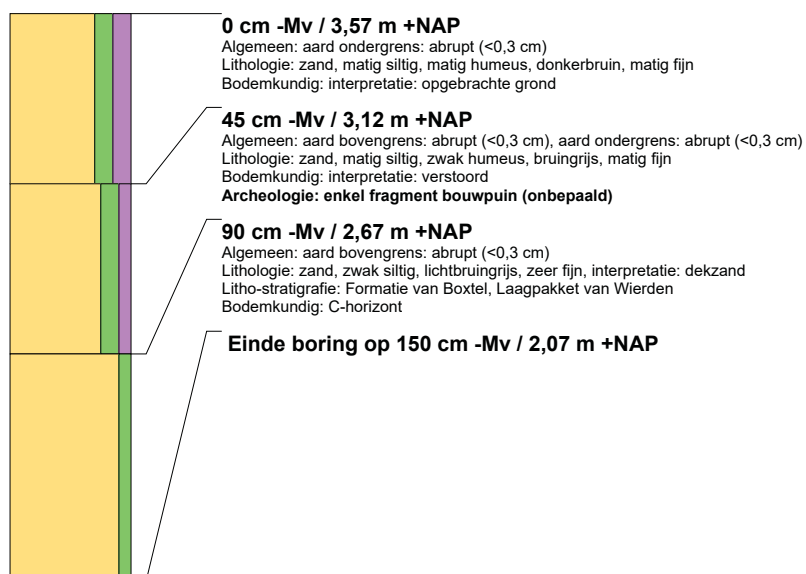 0 cm -Mv / 3,57 m +NAP
Algemeen: aard ondergrens: abrupt (<0,3 cm)
Lithologie: zand, matig siltig, matig humeus, donkerbruin, matig fijn
Bodemkundig: interpretatie: opgebrachte grond
45 cm -Mv / 3,12 m +NAP
Algemeen: aard bovengrens: abrupt (<0,3 cm), aard ondergrens: abrupt (<0,3 cm)
Lithologie: zand, matig siltig, zwak humeus, bruingrijs, matig fijn
Bodemkundig: interpretatie: verstoord
Archeologie: enkel fragment bouwpuin (onbepaald)
90 cm -Mv / 2,67 m +NAP
Algemeen: aard bovengrens: abrupt (<0,3 cm)
Lithologie: zand, zwak siltig, lichtbruingrijs, zeer fijn, interpretatie: dekzand
Litho-stratigrafie: Formatie van Boxtel, Laagpakket van Wierden
Bodemkundig: C-horizont
Einde boring op 150 cm -Mv / 2,07 m +NAP